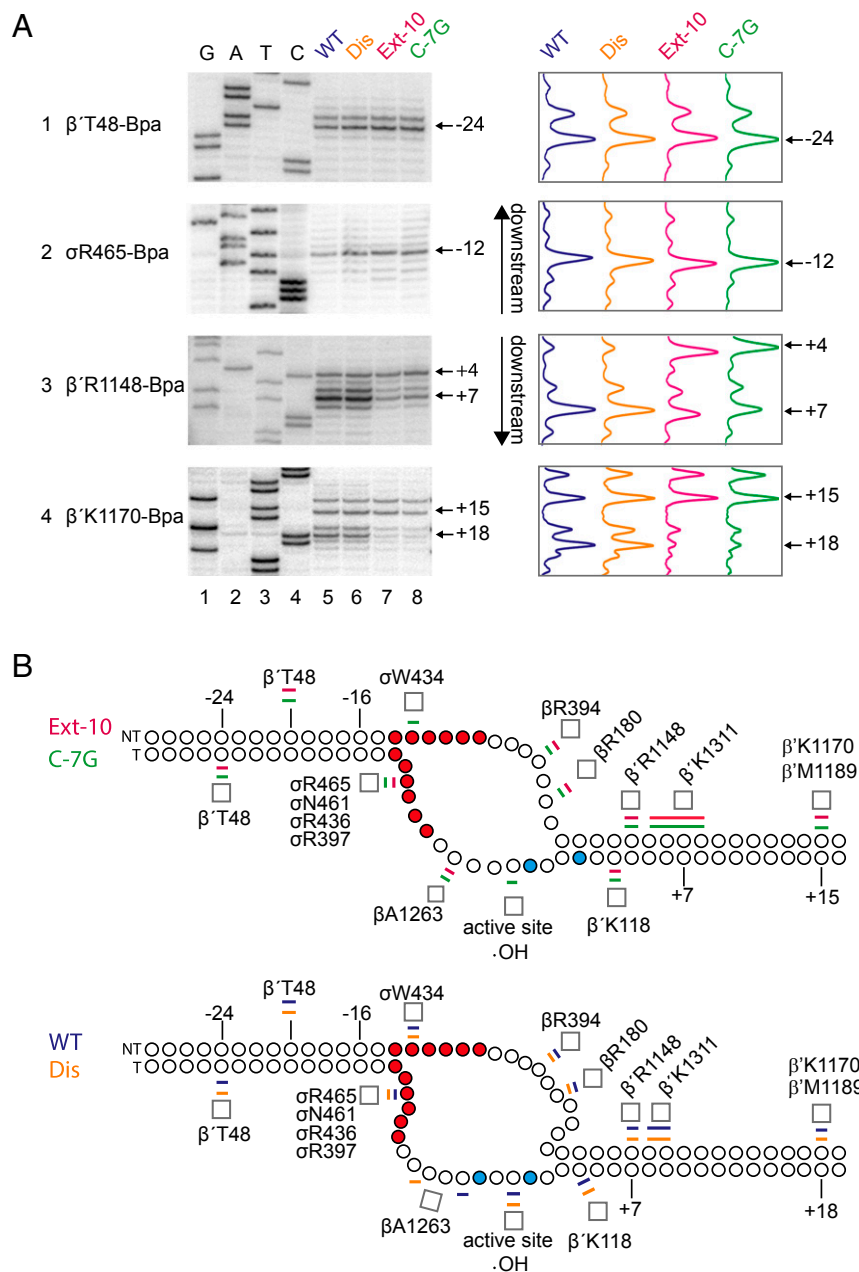 A
G A T C WT Dis Ext-10 C-7G
WT Dis Ext-10 C-7G
1 β´T48-Bpa
-24
-24
2 σR465-Bpa
-12
downstream
-12
3 β´R1148-Bpa
+4
+7
downstream
+4
+7
4 β´K1170-Bpa
+15
+18
+15
+18
1 2 3 4 5 6 7 8
B
Ext-10
C-7G
NT
T
-24
β´T48
-16
σW434
βR394
βR180
β´R1148
β´K1311
β'K1170
β'M1189
β´T48
σR465
σN461
σR436
σR397
βA1263
active site
·OH
β´K118
+7
+15
WT
Dis
NT
T
-24
β´T48
-16
σW434
βR394
βR180
β´R1148
β´K1311
β'K1170
β'M1189
β´T48
σR465
σN461
σR436
σR397
βA1263
active site
·OH
β´K118
+7
+18